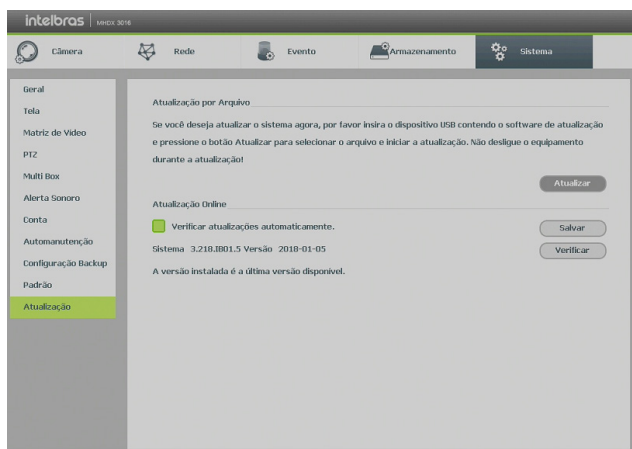 intelbras | MHDX 3016
Câmera Rede Evento Armazenamento Sistema
Geral
Tela
Matriz de Vídeo
PTZ
Multi Box
Alerta Sonoro
Conta
Automanutenção
Configuração Backup
Padrão
Atualização
Atualização por Arquivo
Se você deseja atualizar o sistema agora, por favor insira o dispositivo USB contendo o software de atualização
e pressione o botão Atualizar para selecionar o arquivo e iniciar a atualização. Não desligue o equipamento
durante a atualização!
Atualizar
Atualização Online
Verificar atualizações automaticamente.
Salvar
Sistema 3.218.IB01.5 Versão 2018-01-05
Verificar
A versão instalada é a última versão disponível.